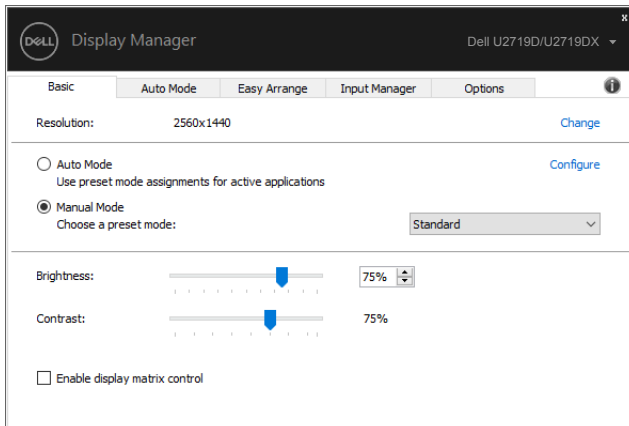 x
DELL Display Manager Dell U2719D/U2719DX
Basic Auto Mode Easy Arrange Input Manager Options i
Resolution: 2560x1440 Change
Auto Mode Configure
Use preset mode assignments for active applications
Manual Mode
Choose a preset mode: Standard
Brightness: 75%
Contrast: 75%
Enable display matrix control